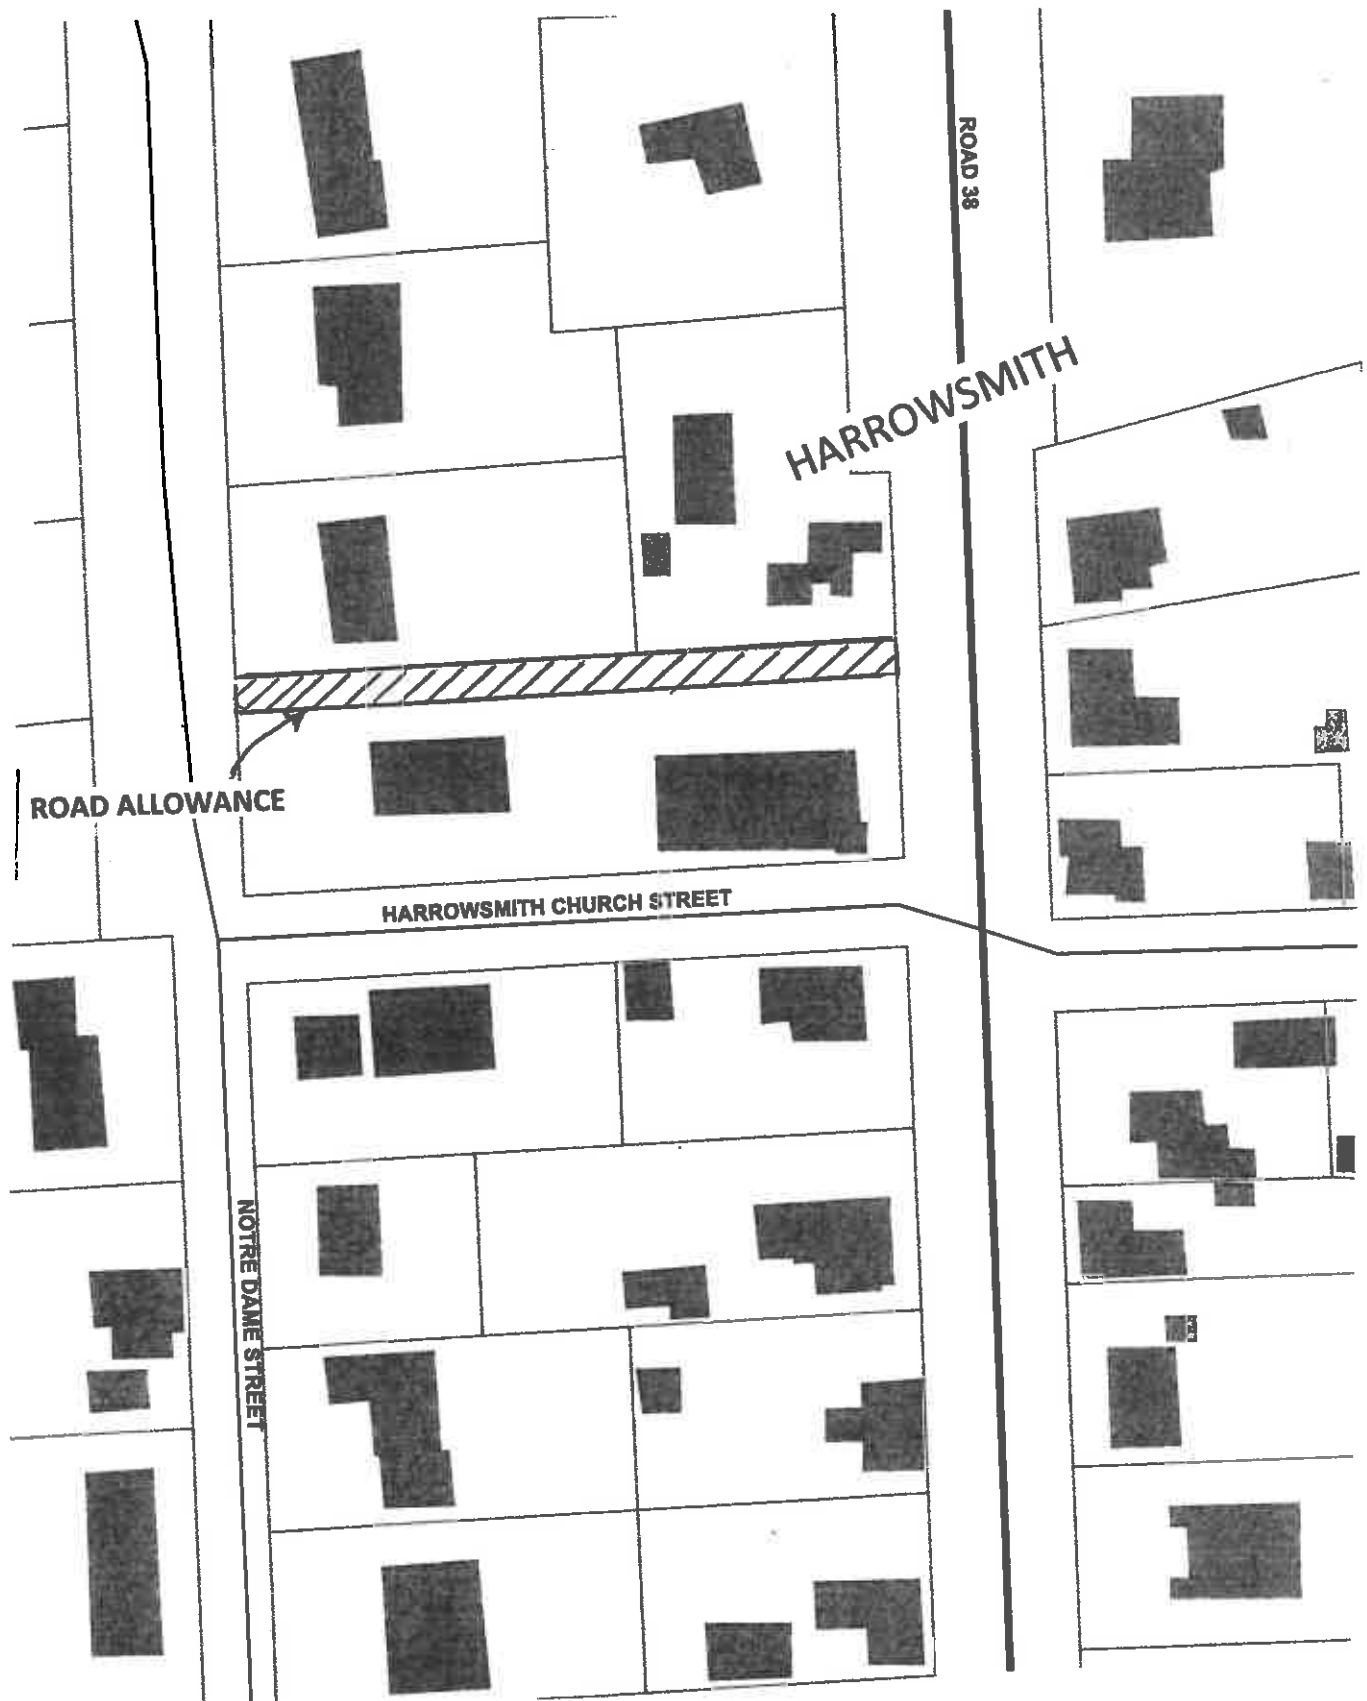 ROAD 38
HARROWSMITH
ROAD ALLOWANCE
HARROWSMITH CHURCH STREET
NOTRE DAME STREET